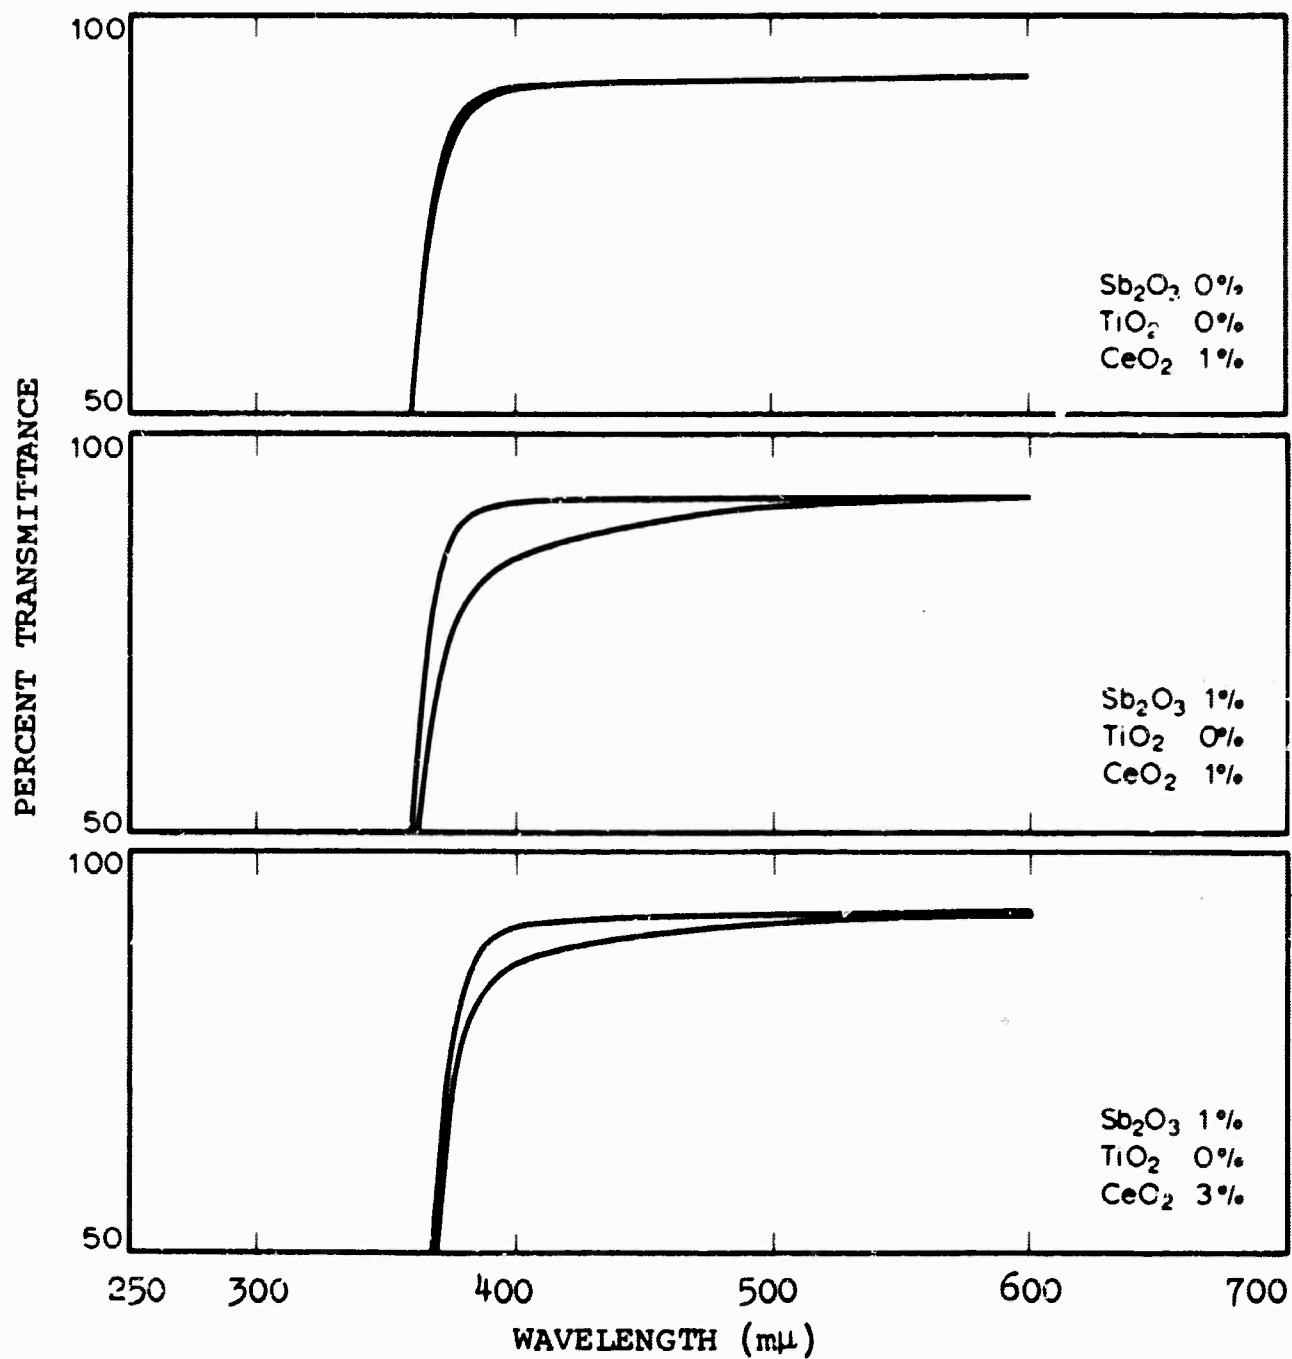 PERCENT TRANSMITTANCE
100
Sb₂O₃ 0%
TiO₂ 0%
CeO₂ 1%
50
100
Sb₂O₃ 1%
TiO₂ 0%
CeO₂ 1%
50
100
Sb₂O₃ 1%
TiO₂ 0%
CeO₂ 3%
50
250 300 400 500 600 700
WAVELENGTH (mμ)